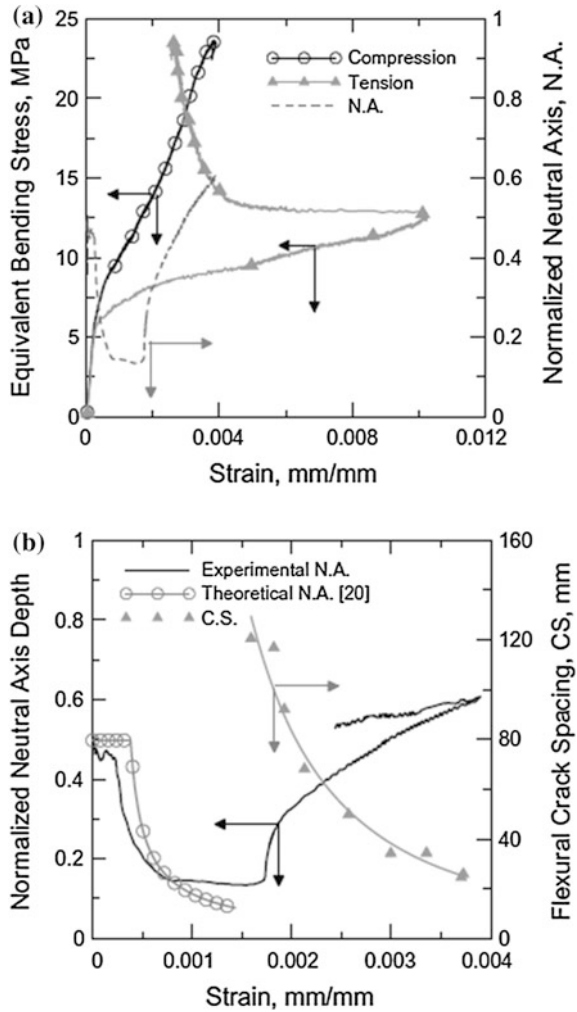 (a)
25
20
15
10
5
0
Equivalent Bending Stress, MPa
Compression
Tension
N.A.
1
0.8
0.6
0.4
0.2
0
Normalized Neutral Axis, N.A.
0.00
0.004
0.008
0.012
Strain, mm/mm
(b)
1
0.8
0.6
0.4
0.2
0
Normalized Neutral Axis Depth
Experimental N.A.
Theoretical N.A. [20]
C.S.
160
120
80
40
0
Flexural Crack Spacing, CS, mm
0
0.001
0.002
0.003
0.004
Strain, mm/mm